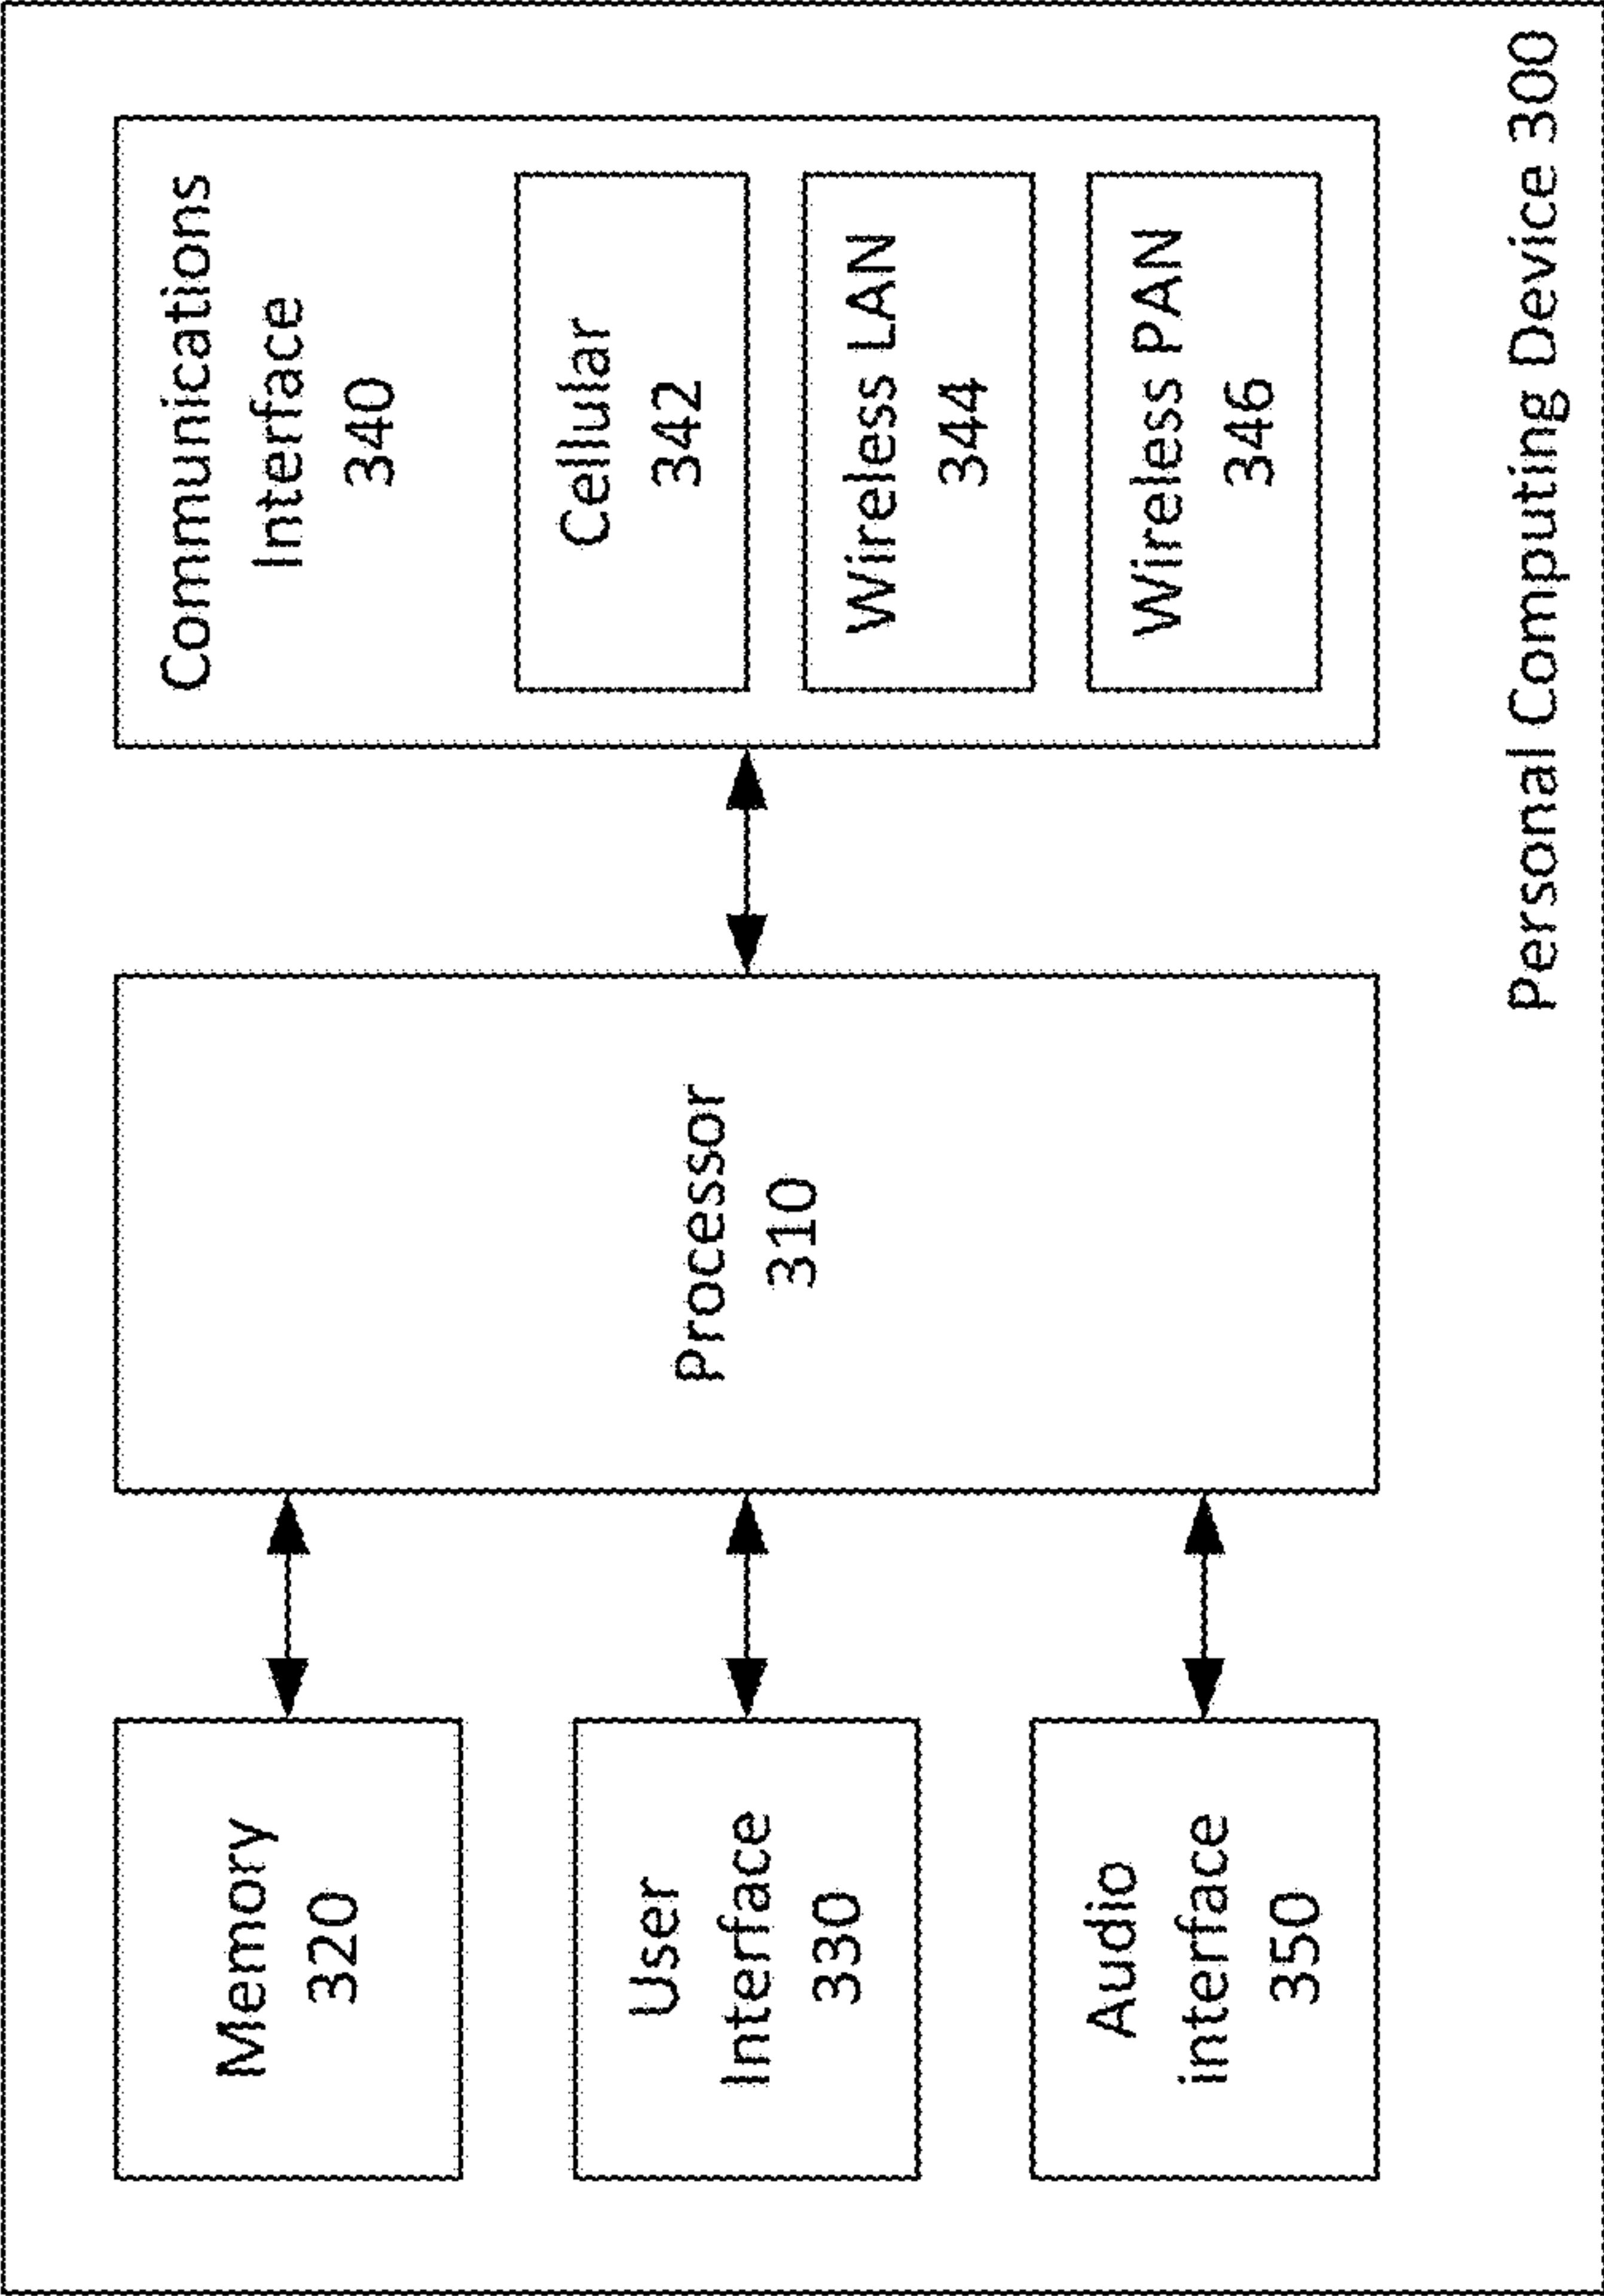 Memory
320
User
Interface
330
Audio
interface
350
Processor
310
Communications
Interface
340
Cellular
342
Wireless LAN
344
Wireless PAN
346
Personal Computing Device 300